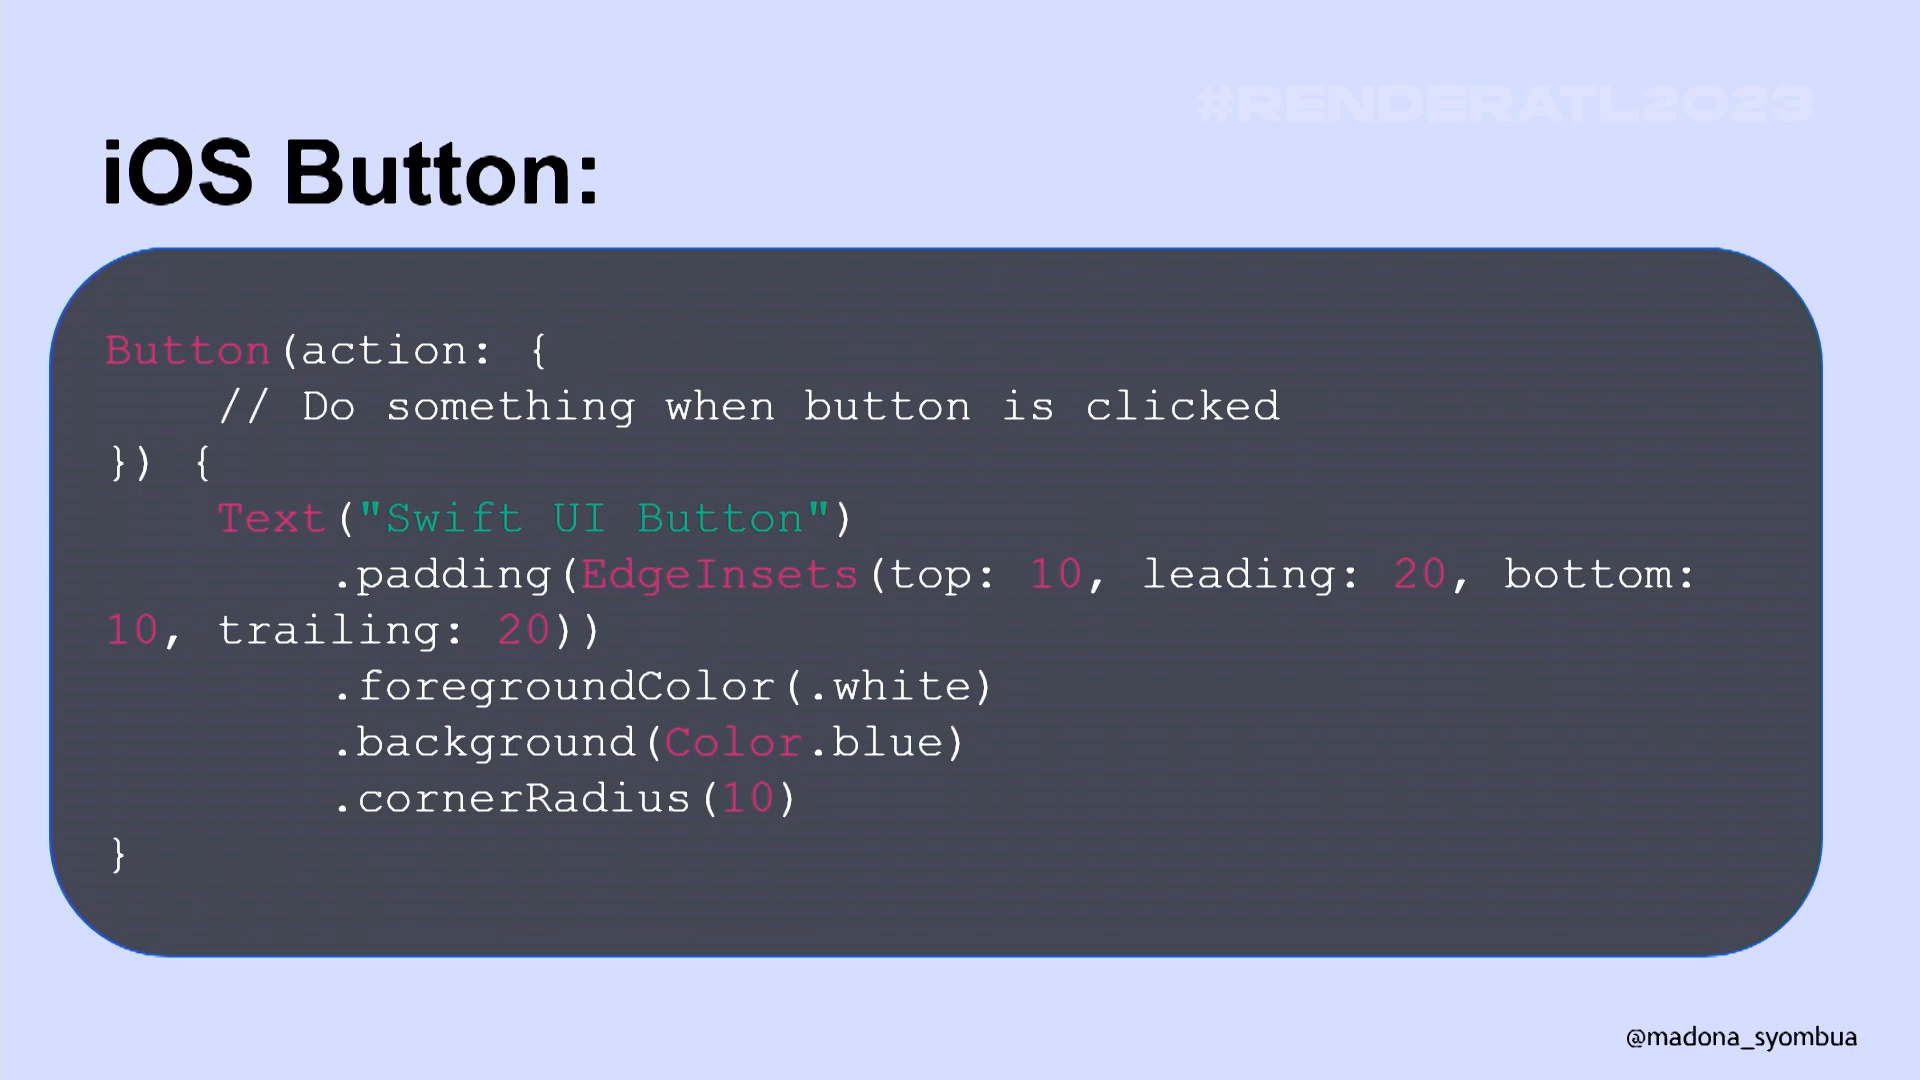 #RENDERATL2023
iOS Button:
Button(action: {
    // Do something when button is clicked
}) {
    Text("Swift UI Button")
        .padding(EdgeInsets(top: 10, leading: 20, bottom:
10, trailing: 20))
        .foregroundColor(.white)
        .background(Color.blue)
        .cornerRadius(10)
}
@madona_syombua